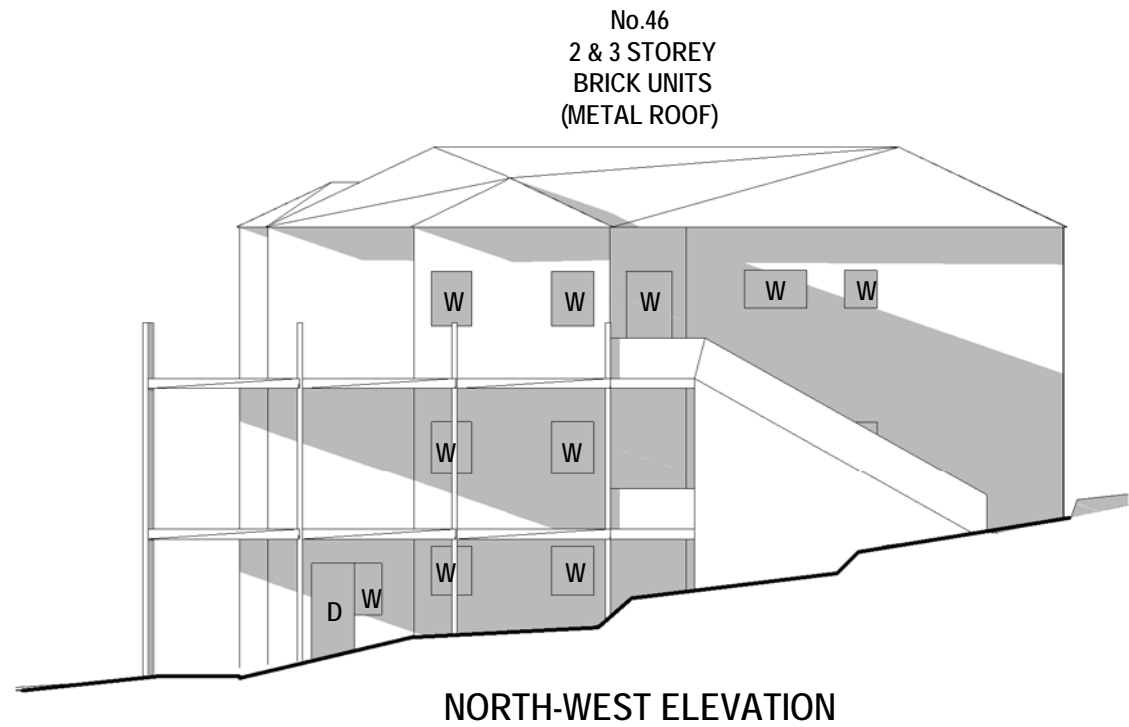 No.46
2 & 3 STOREY
BRICK UNITS
(METAL ROOF)
W W W W W
W W
W W
D W
NORTH-WEST ELEVATION